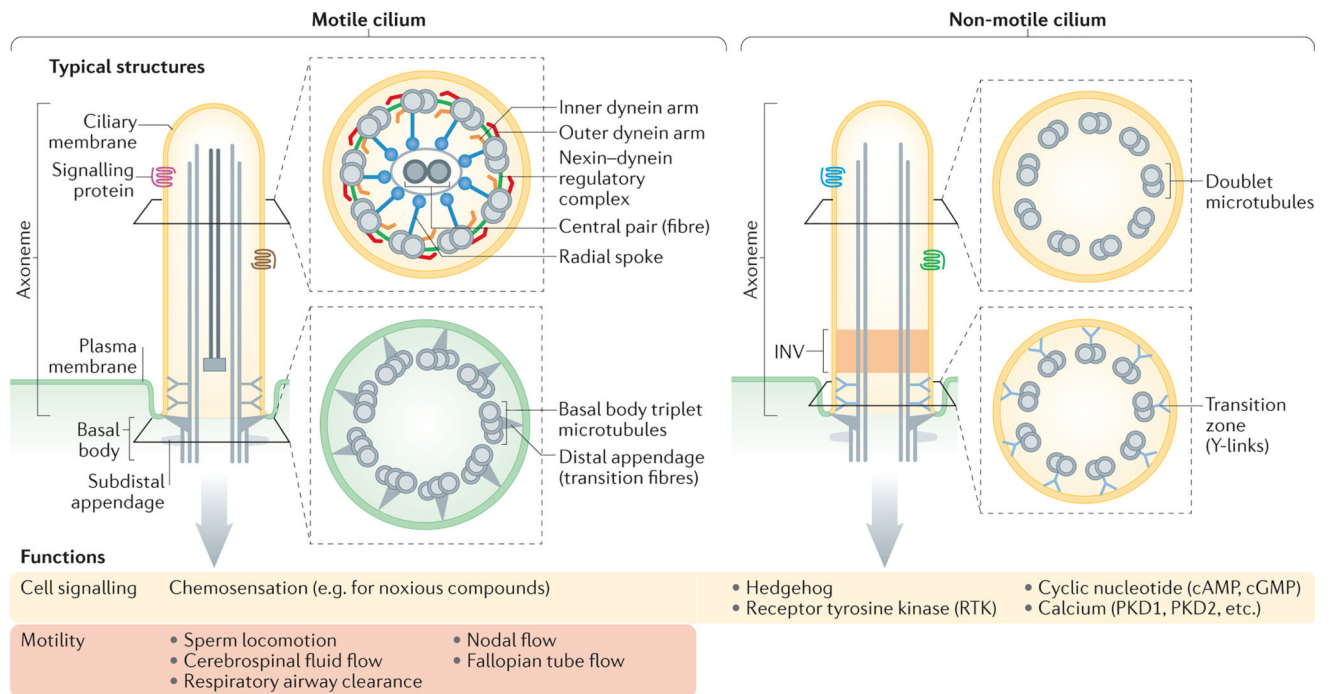 Motile cilium
Non-motile cilium
Typical structures
Axoneme
Ciliary
membrane
Signalling
protein
Plasma
membrane
Basal
body
Subdistal
appendage
Inner dynein arm
Outer dynein arm
Nexin–dynein
regulatory
complex
Central pair (fibre)
Radial spoke
Basal body triplet
microtubules
Distal appendage
(transition fibres)
Axoneme
INV
Doublet
microtubules
Transition
zone
(Y-links)
Functions
Cell signalling
Chemosensation (e.g. for noxious compounds)
• Hedgehog
• Receptor tyrosine kinase (RTK)
• Cyclic nucleotide (cAMP, cGMP)
• Calcium (PKD1, PKD2, etc.)
Motility
• Sperm locomotion
• Cerebrospinal fluid flow
• Respiratory airway clearance
• Nodal flow
• Fallopian tube flow